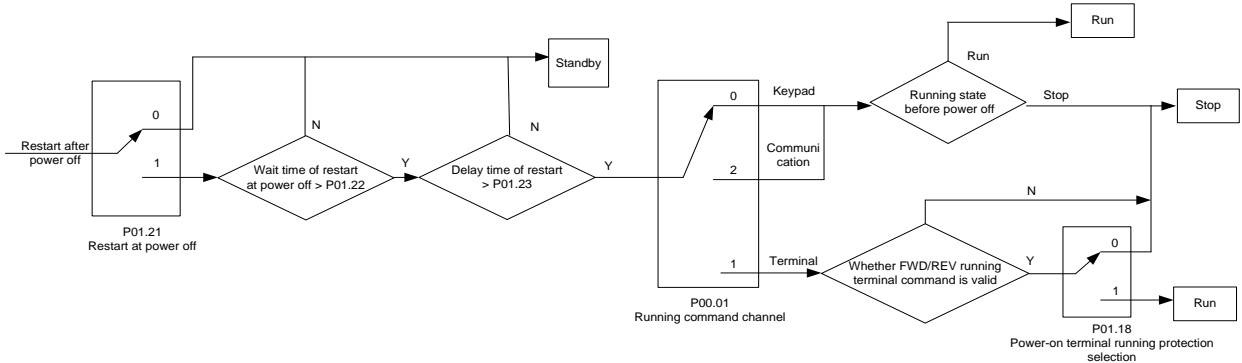 Restart after
power off
0
1
P01.21
Restart at power off
N
Wait time of restart
at power off > P01.22
Y
N
Delay time of restart
> P01.23
Y
Standby
0
2
1
P00.01
Running command channel
Keypad
Communi
cation
Terminal
Run
Run
Running state
before power off
Stop
Stop
N
Whether FWD/REV running
terminal command is valid
Y
0
1
P01.18
Power-on terminal running protection
selection
Run